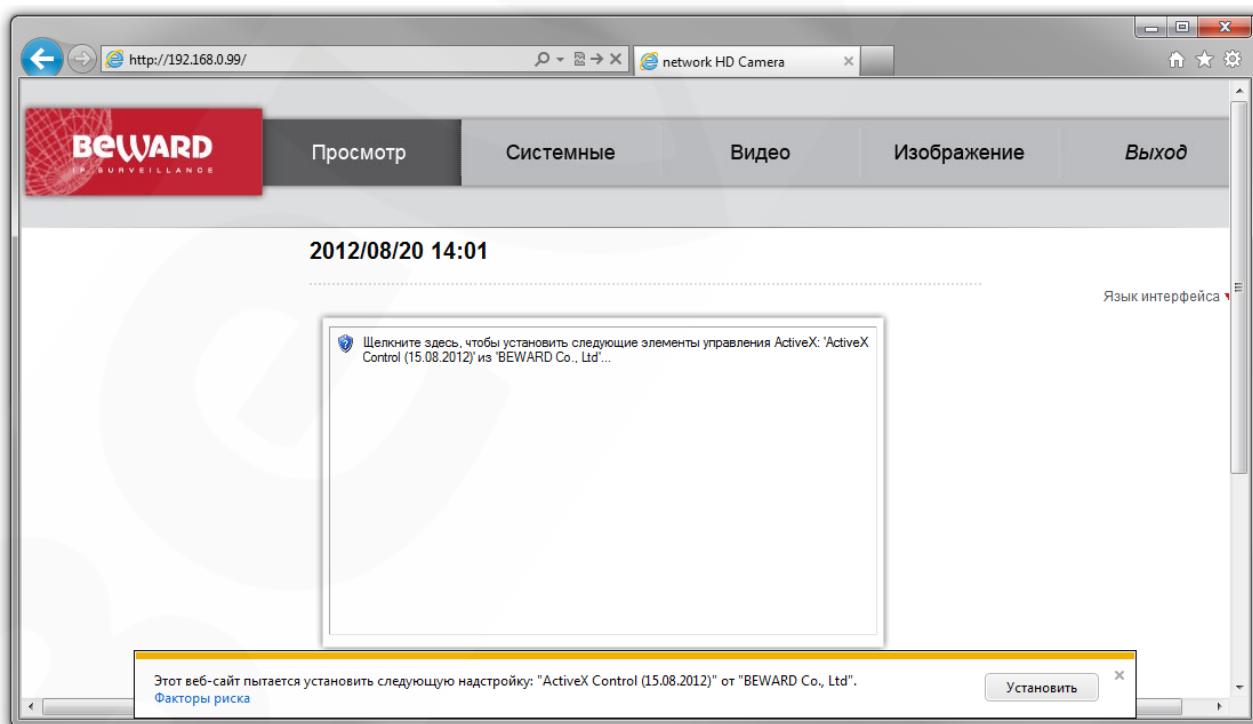 http://192.168.0.99/
network HD Camera
BEWARD
IP SURVEILLANCE
Просмотр
Системные
Видео
Изображение
Выход
2012/08/20 14:01
Язык интерфейса
Щелкните здесь, чтобы установить следующие элементы управления ActiveX: 'ActiveX
Control (15.08.2012)' из 'BEWARD Co., Ltd'...
Этот веб-сайт пытается установить следующую надстройку: "ActiveX Control (15.08.2012)" от "BEWARD Co., Ltd".
Факторы риска
Установить